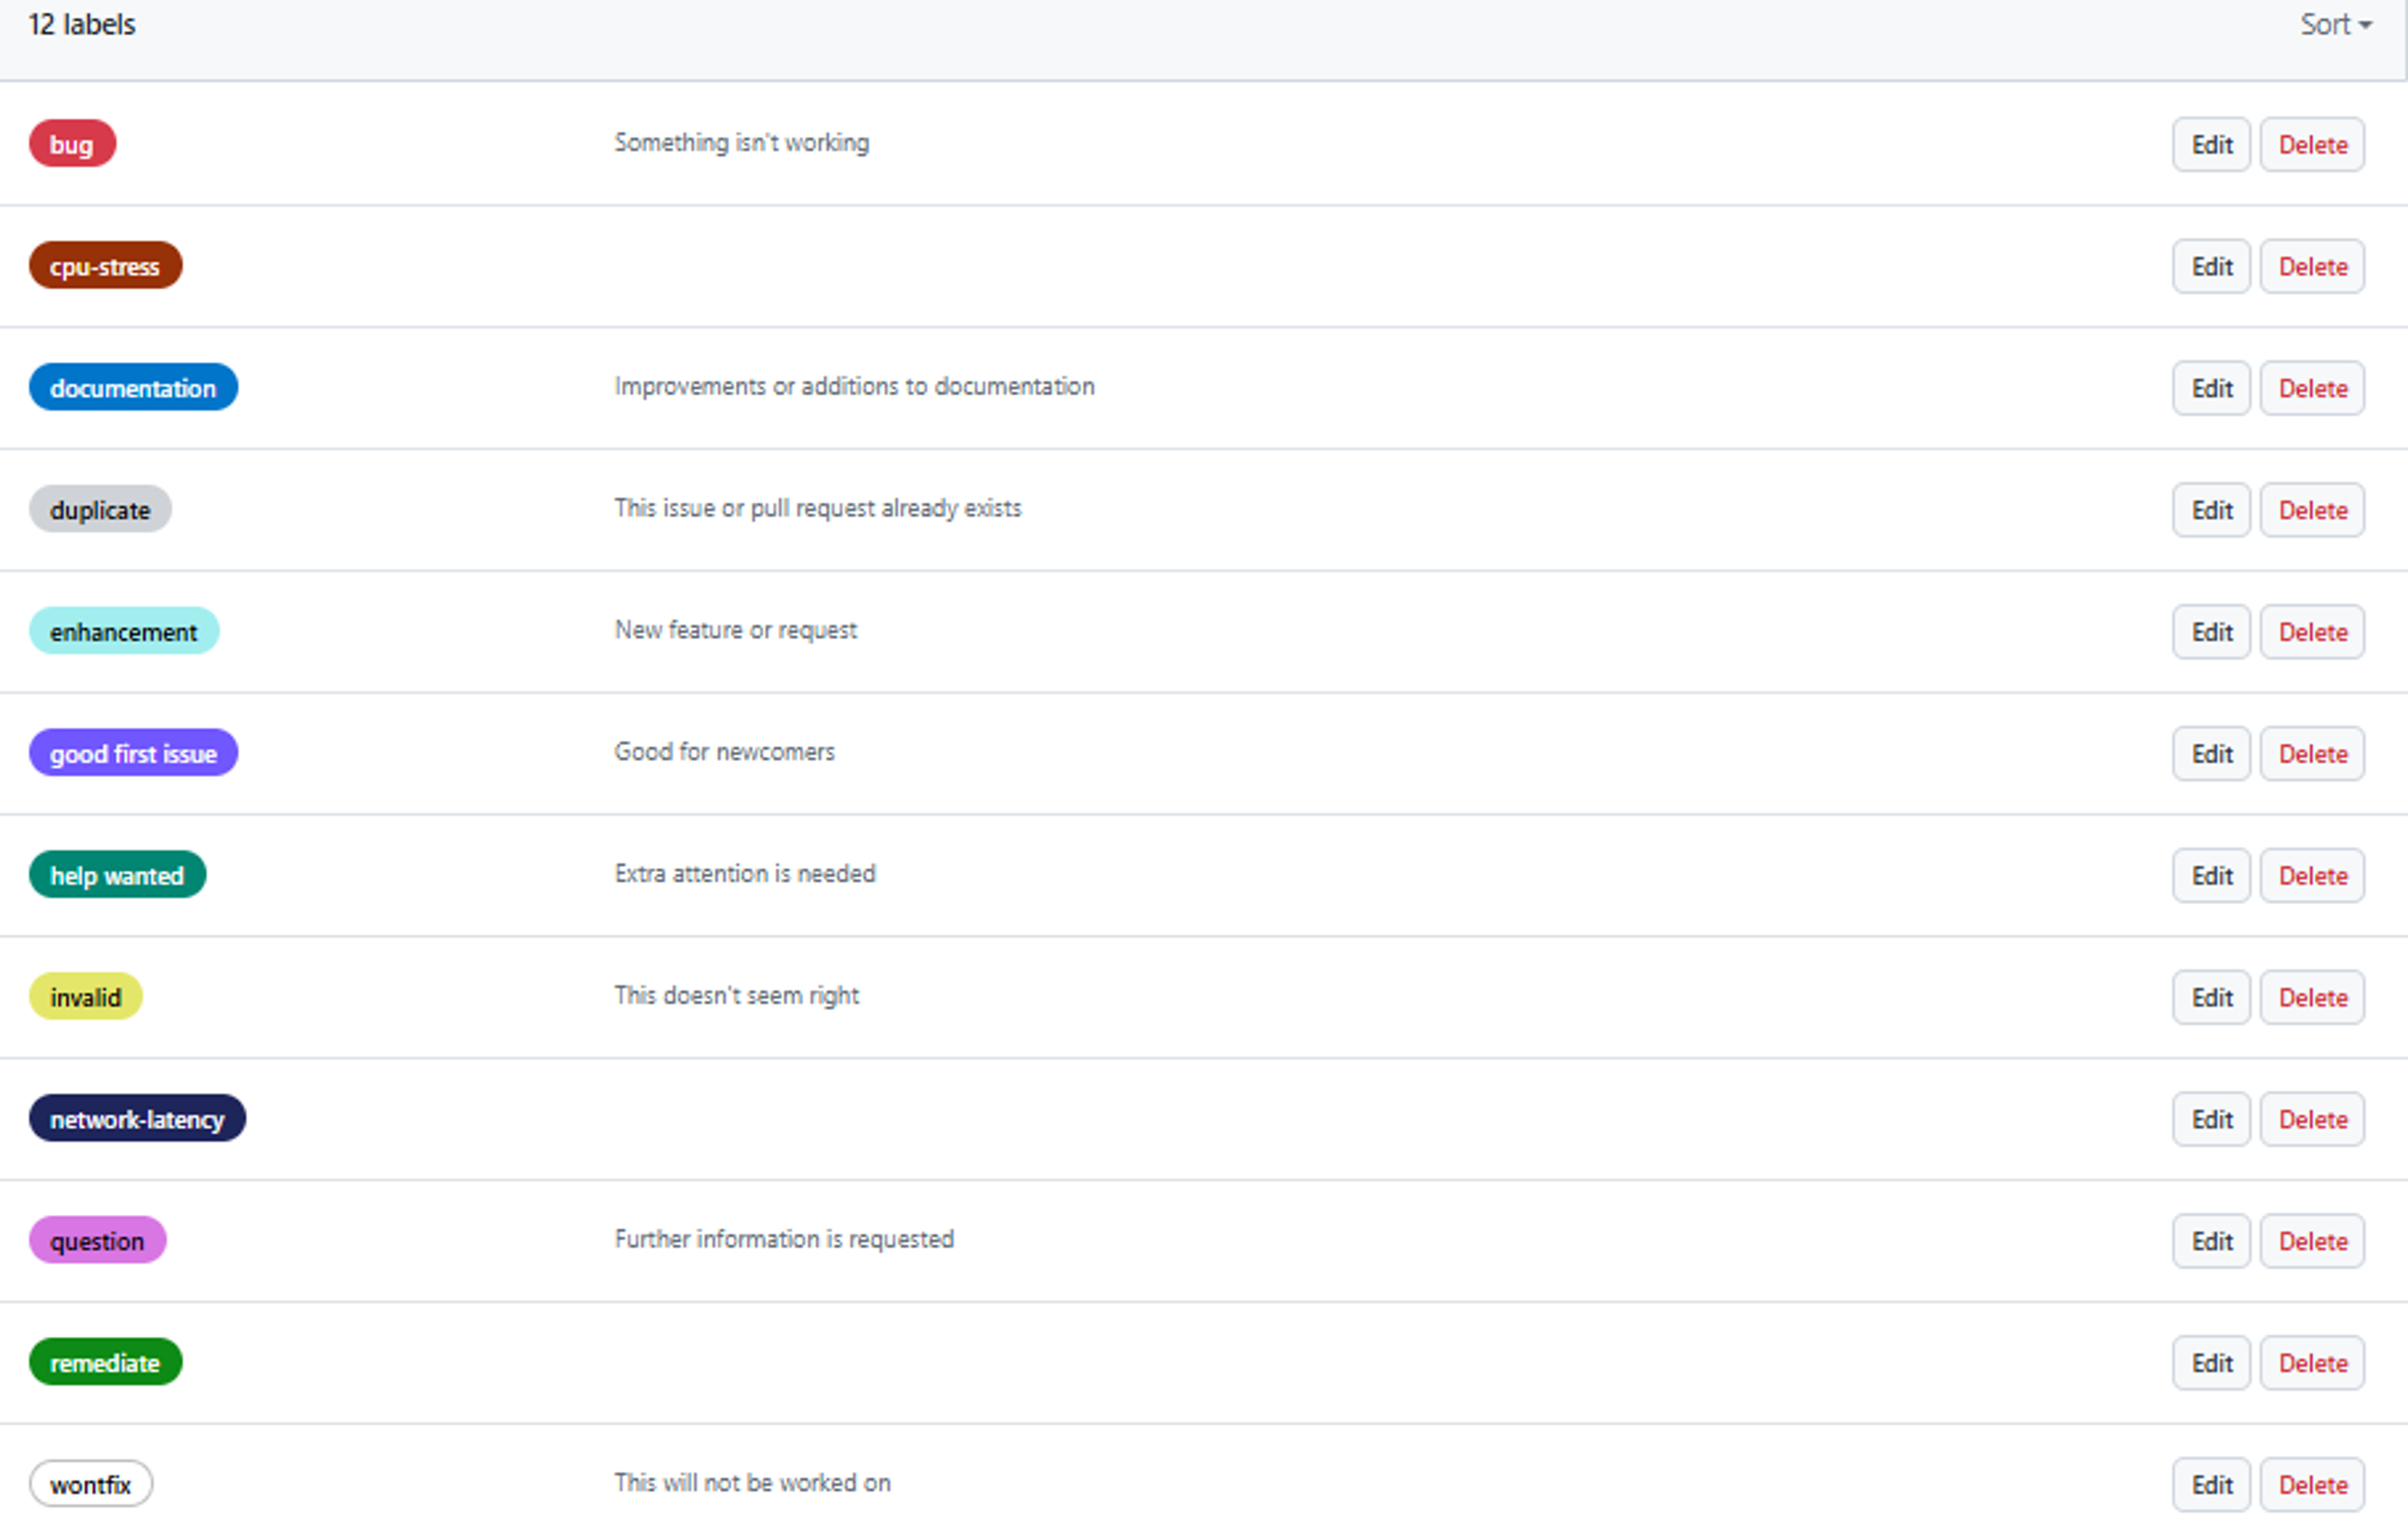 12 labels Sort
bug Something isn't working Edit Delete
cpu-stress Edit Delete
documentation Improvements or additions to documentation Edit Delete
duplicate This issue or pull request already exists Edit Delete
enhancement New feature or request Edit Delete
good first issue Good for newcomers Edit Delete
help wanted Extra attention is needed Edit Delete
invalid This doesn't seem right Edit Delete
network-latency Edit Delete
question Further information is requested Edit Delete
remediate Edit Delete
wontfix This will not be worked on Edit Delete